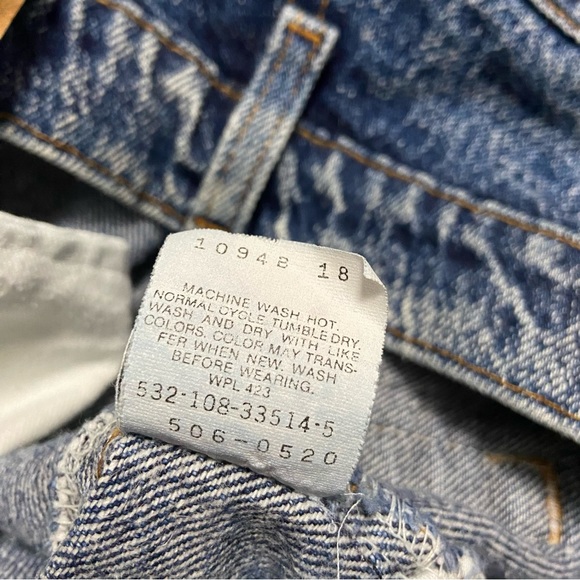 10948 18
MACHINE WASH HOT.
NORMAL CYCLE, TUMBLE DRY.
WASH AND DRY WITH LIKE
COLORS. COLOR MAY TRANS-
FER WHEN NEW. WASH
BEFORE WEARING.
WPL 423
532-108-33514-5
506-0520